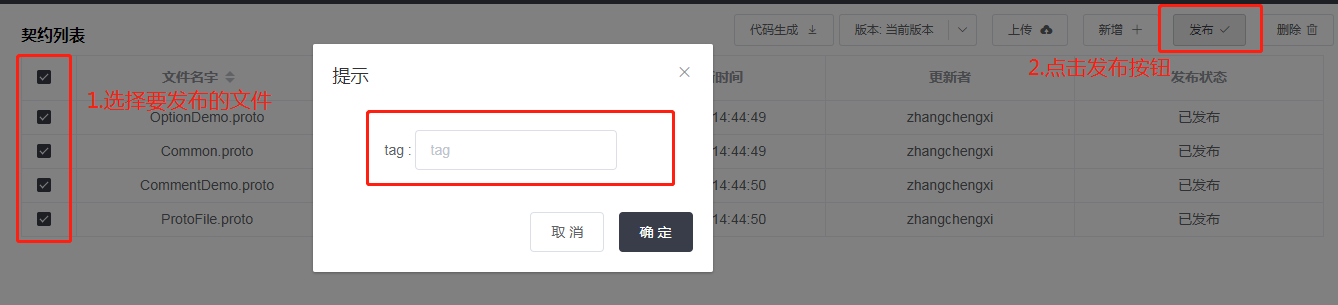 契约列表
代码生成
版本: 当前版本
上传
新增
发布
删除
文件名字
时间
更新者
发布状态
1.选择要发布的文件
2.点击发布按钮
提示
tag :
tag
取 消
确 定
OptionDemo.proto
14:44:49
zhangchengxi
已发布
Common.proto
14:44:49
zhangchengxi
已发布
CommentDemo.proto
14:44:50
zhangchengxi
已发布
ProtoFile.proto
14:44:50
zhangchengxi
已发布